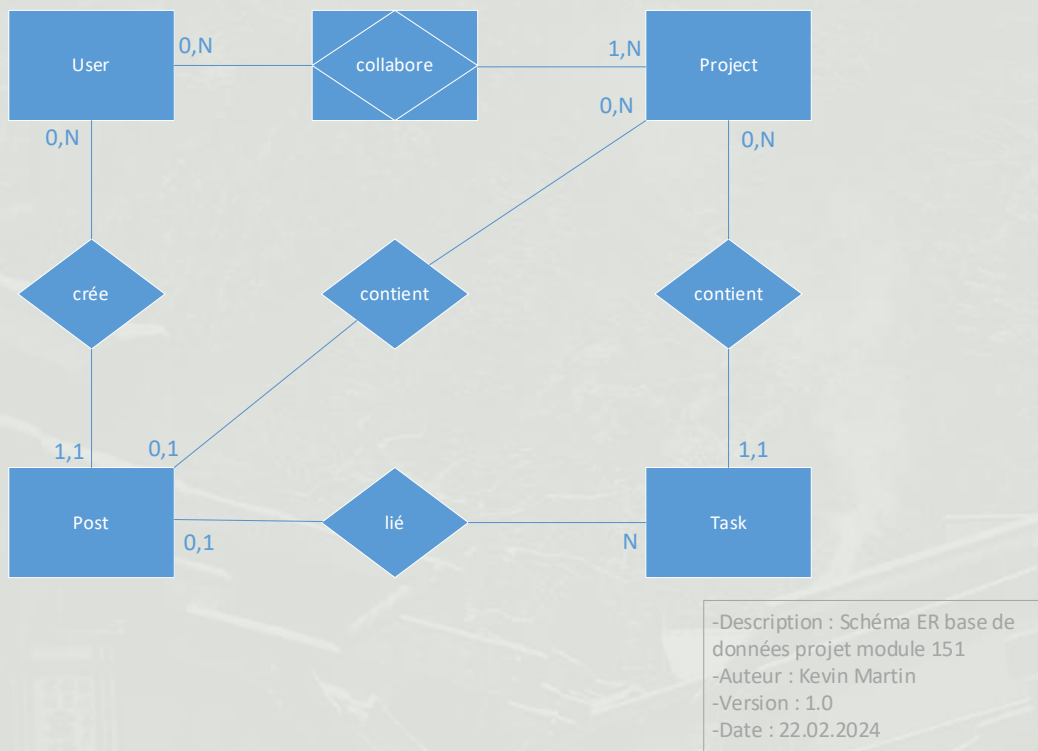 User
0,N
collabore
1,N
Project
0,N
0,N
0,N
crée
contient
contient
1,1
0,1
1,1
Post
lié
Task
0,1
N
-Description : Schéma ER base de
données projet module 151
-Auteur : Kevin Martin
-Version : 1.0
-Date : 22.02.2024